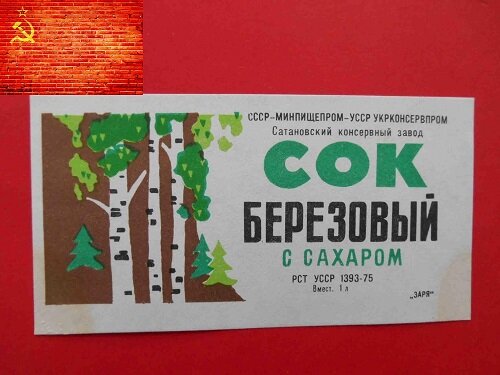 СССР-МИНПИЩЕПРОМ-УССР УКРКОНСЕРВПРОМ
Сатановский консервный завод
СОК
БЕРЕЗОВЫЙ
С САХАРОМ
РСТ УССР 1393-75
Вмест. 1 л
„ЗАРЯ"